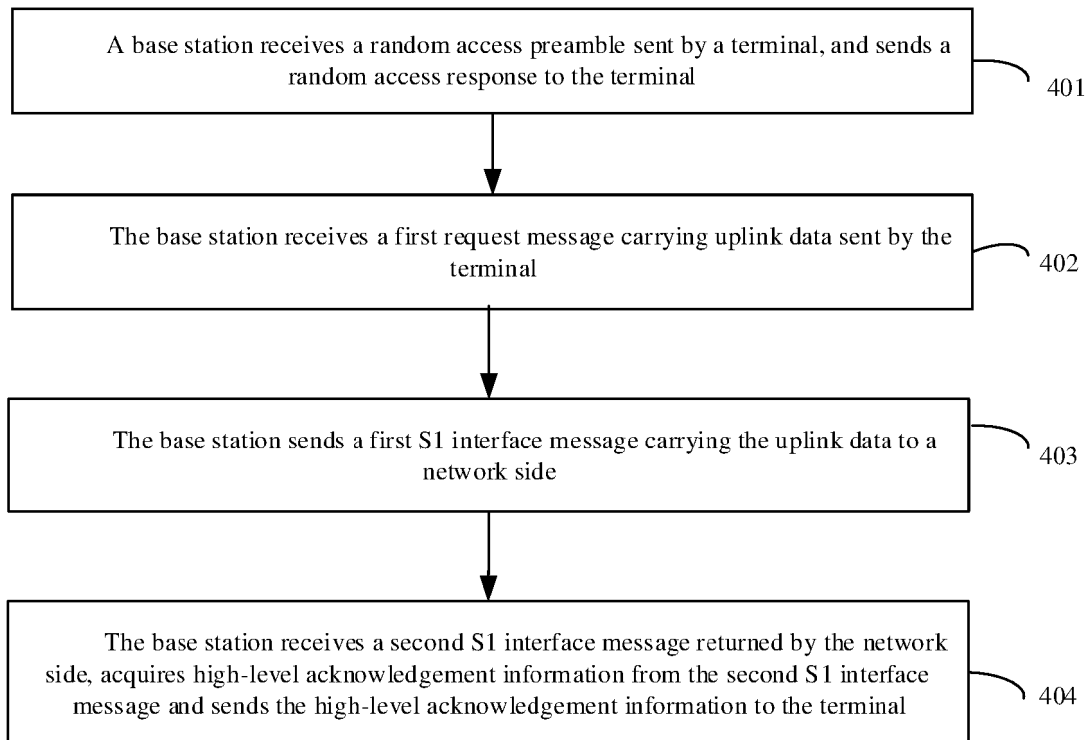 A base station receives a random access preamble sent by a terminal, and sends a
random access response to the terminal
401
The base station receives a first request message carrying uplink data sent by the
terminal
402
The base station sends a first S1 interface message carrying the uplink data to a
network side
403
The base station receives a second S1 interface message returned by the network
side, acquires high-level acknowledgement information from the second S1 interface
message and sends the high-level acknowledgement information to the terminal
404